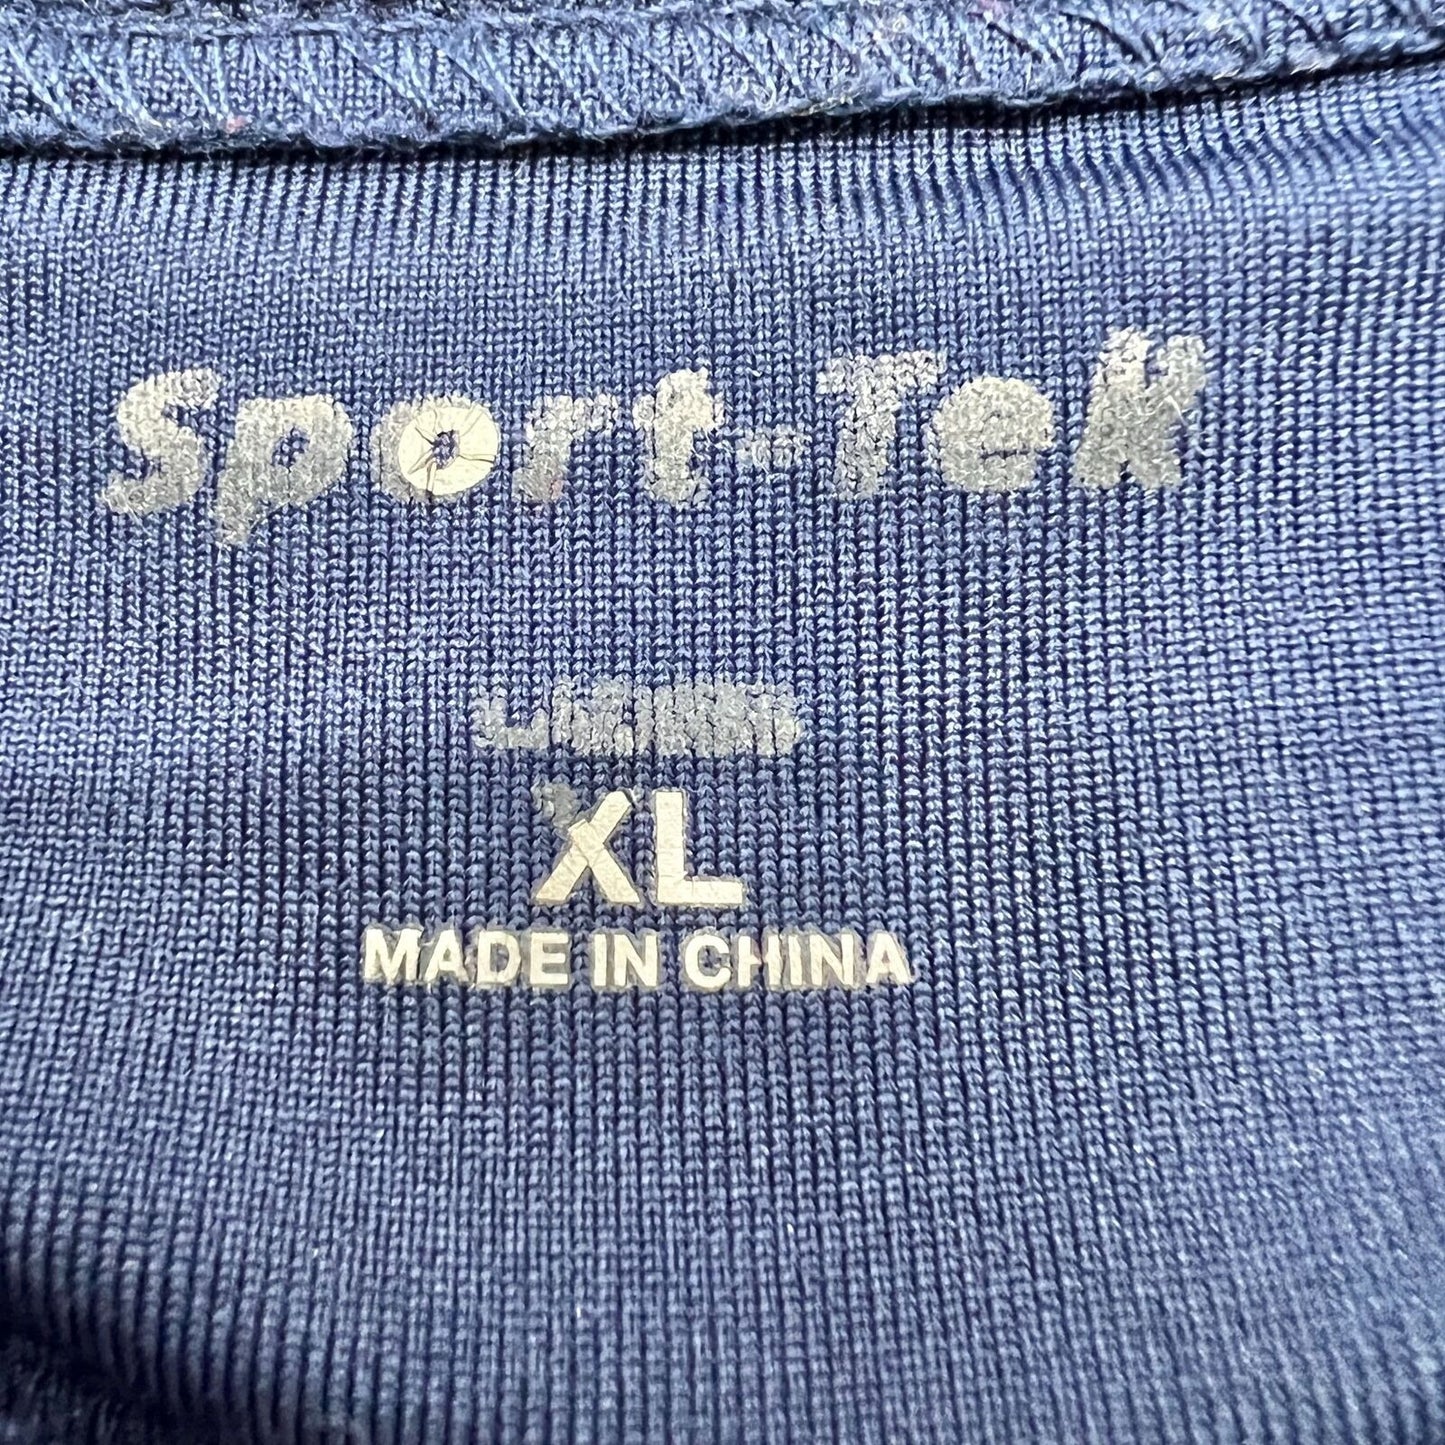 Sport-Tek
XL
MADE IN CHINA